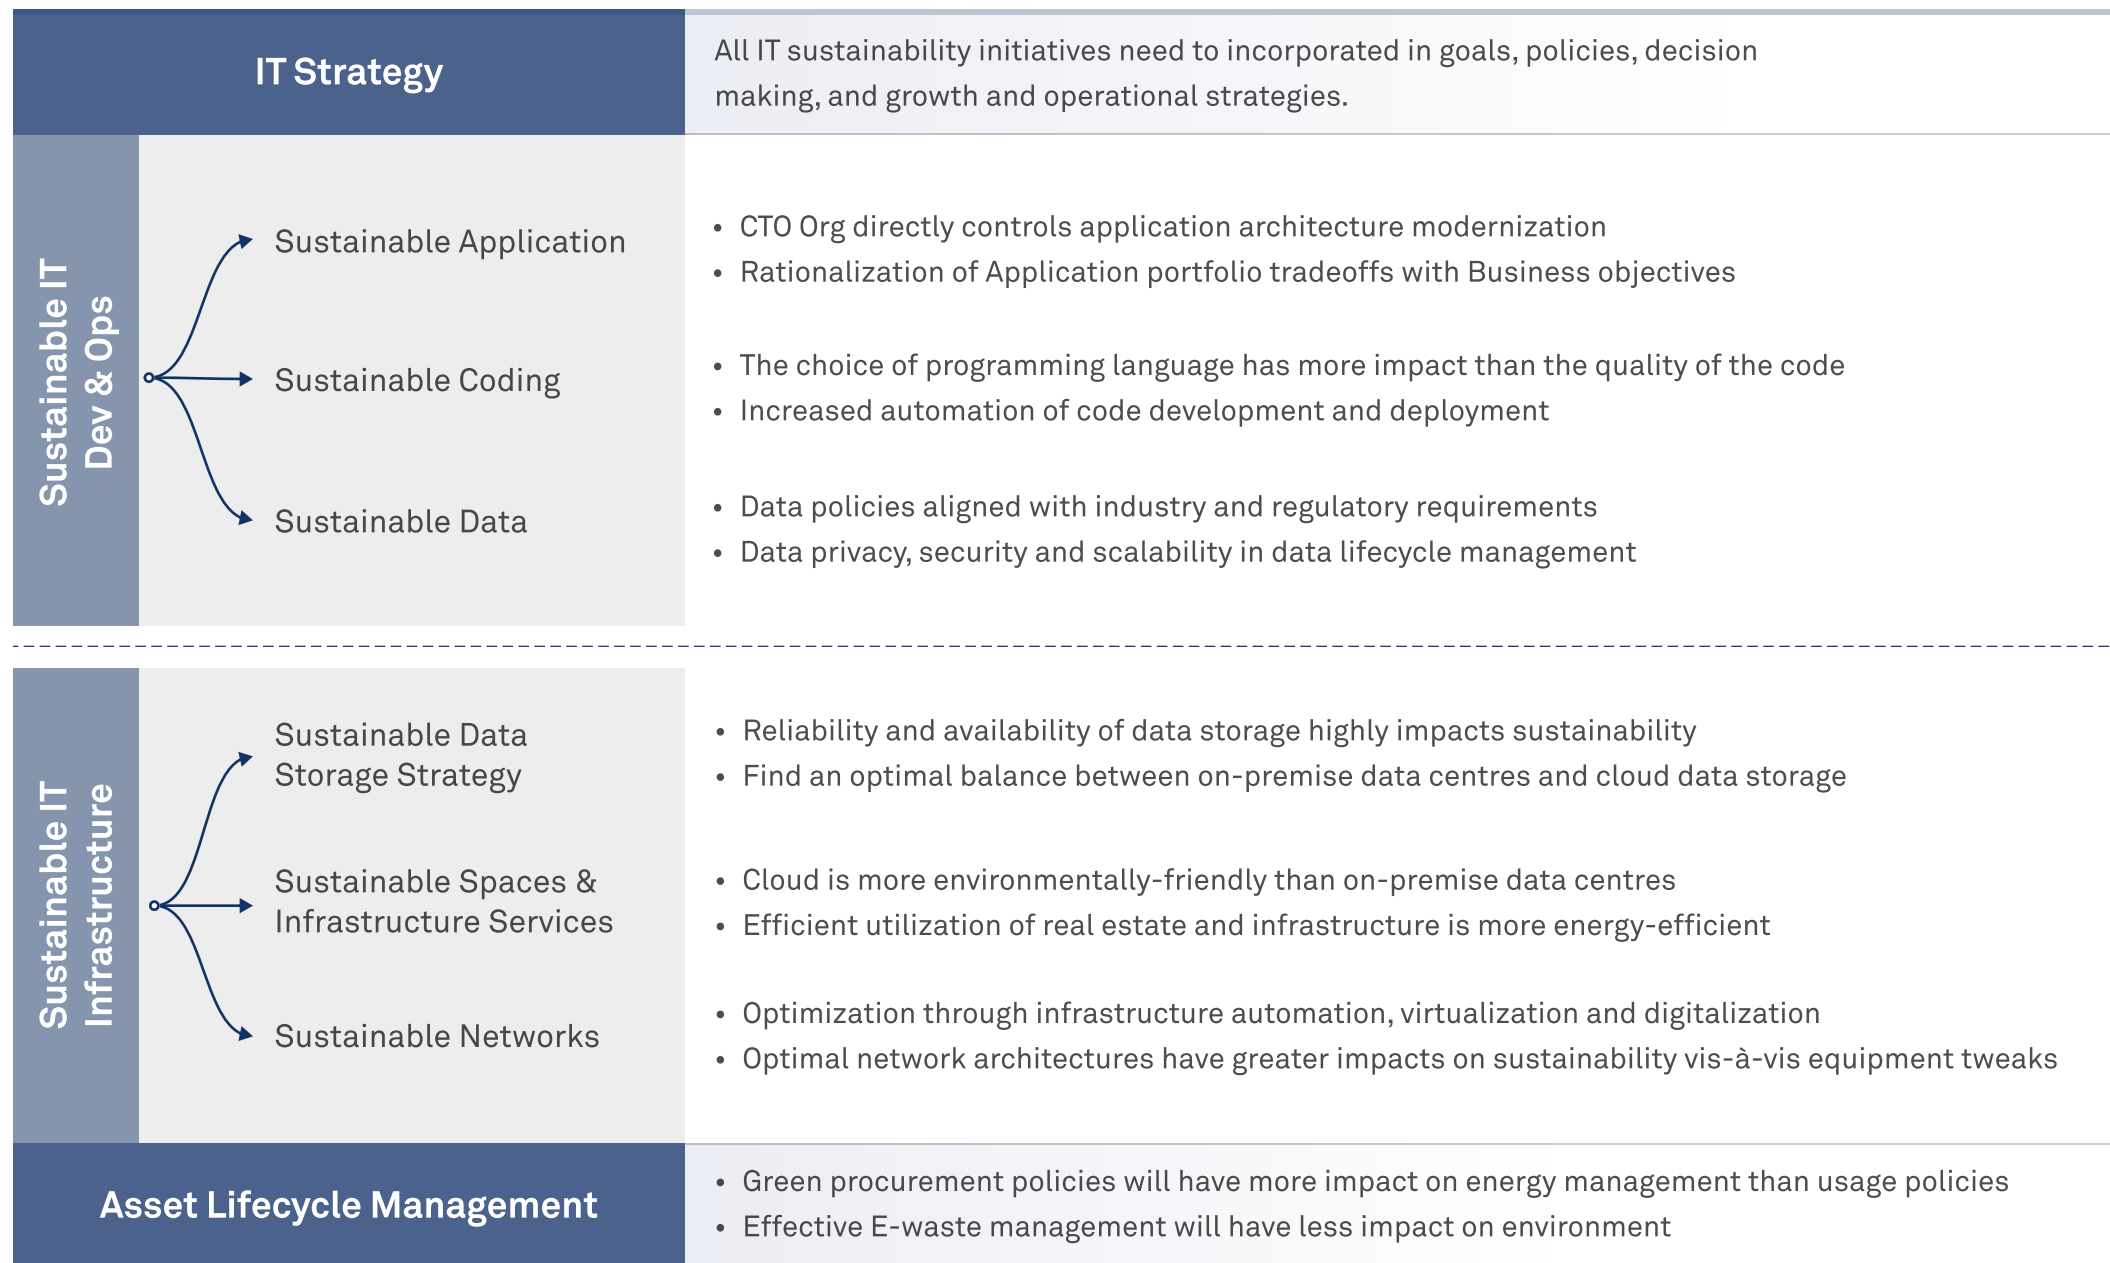 IT Strategy
All IT sustainability initiatives need to incorporated in goals, policies, decision
making, and growth and operational strategies.
Sustainable IT
Dev & Ops
Sustainable Application
• CTO Org directly controls application architecture modernization
• Rationalization of Application portfolio tradeoffs with Business objectives
Sustainable Coding
• The choice of programming language has more impact than the quality of the code
• Increased automation of code development and deployment
Sustainable Data
• Data policies aligned with industry and regulatory requirements
• Data privacy, security and scalability in data lifecycle management
Sustainable IT
Infrastructure
Sustainable Data
Storage Strategy
• Reliability and availability of data storage highly impacts sustainability
• Find an optimal balance between on-premise data centres and cloud data storage
Sustainable Spaces &
Infrastructure Services
• Cloud is more environmentally-friendly than on-premise data centres
• Efficient utilization of real estate and infrastructure is more energy-efficient
Sustainable Networks
• Optimization through infrastructure automation, virtualization and digitalization
• Optimal network architectures have greater impacts on sustainability vis-à-vis equipment tweaks
Asset Lifecycle Management
• Green procurement policies will have more impact on energy management than usage policies
• Effective E-waste management will have less impact on environment